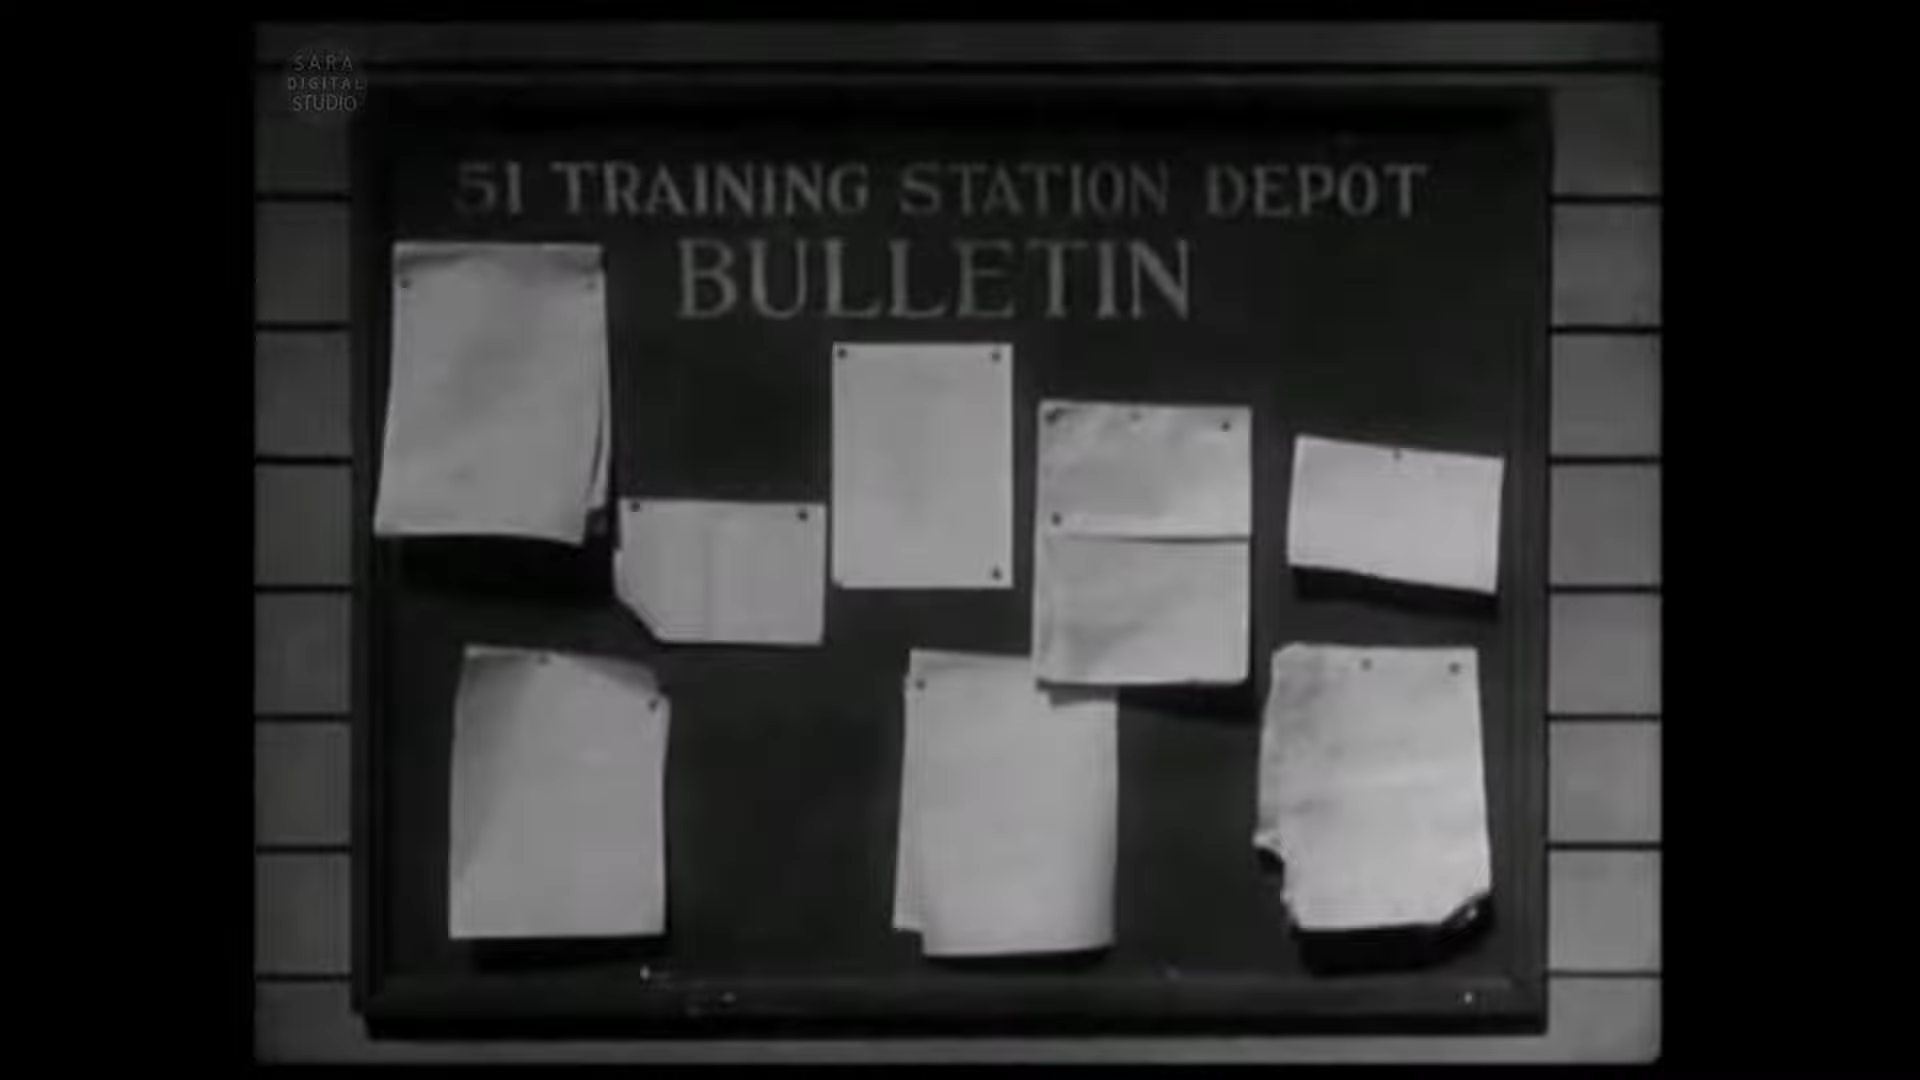 SARA
DIGITAL
STUDIO
51 TRAINING STATION DEPOT
BULLETIN